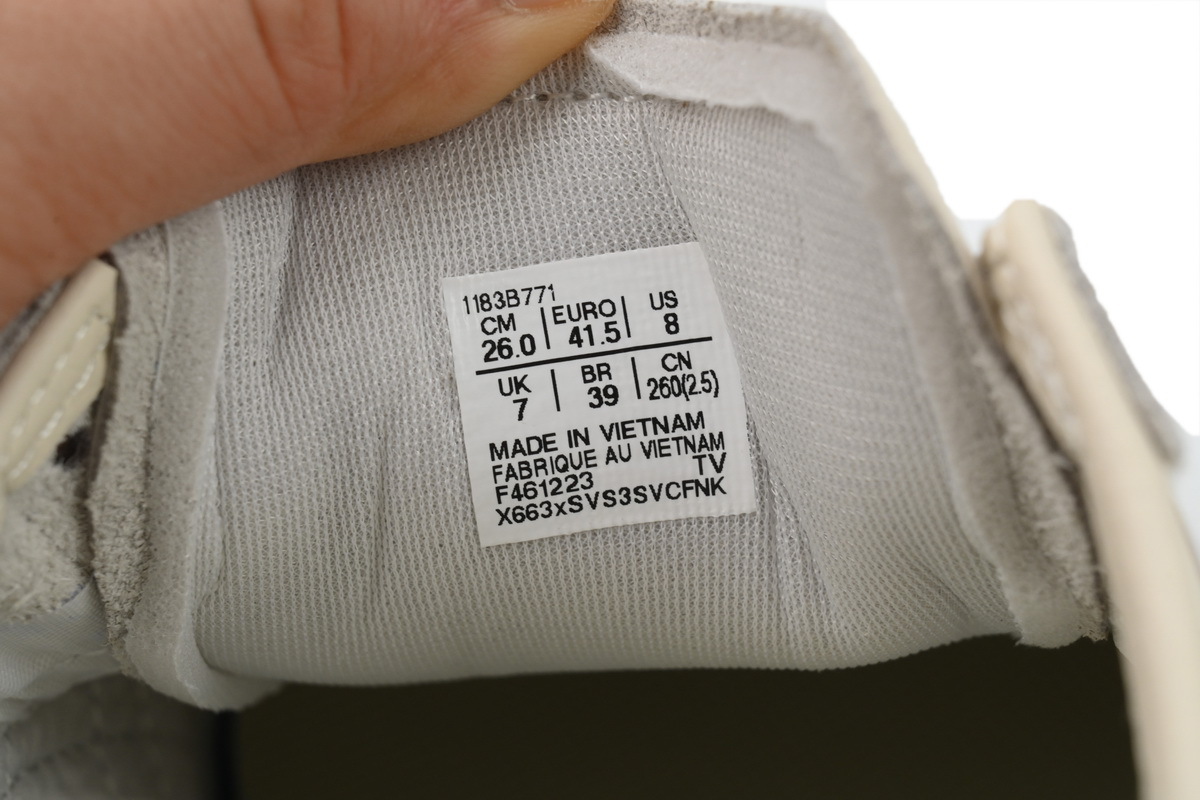 1183B771
CM | EURO | US
26.0 | 41.5 | 8
UK | BR | CN
7 | 39 | 260(2.5)
MADE IN VIETNAM
FABRIQUE AU VIETNAM
F461223 TV
X663xSVS3SVCFNK